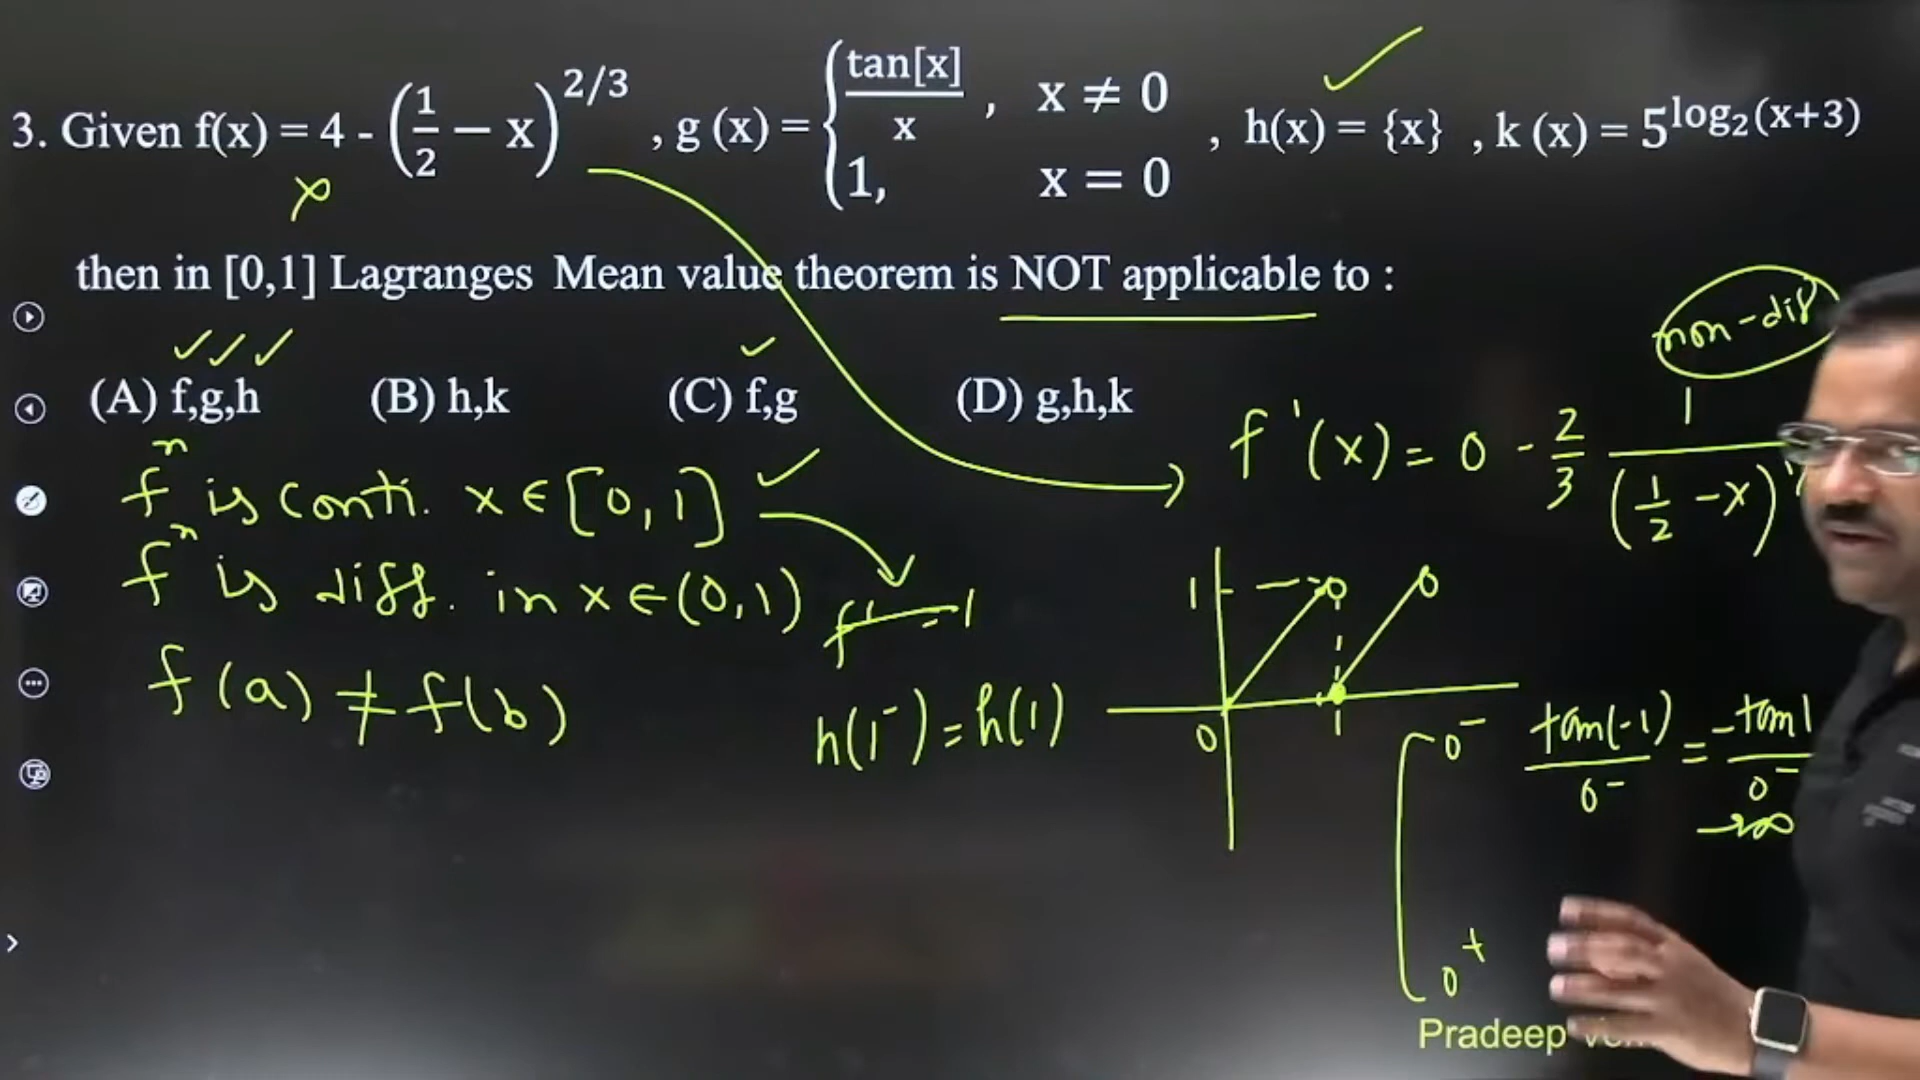 3. Given f(x) = 4 - (1/2 − x)^{2/3} , g (x) = { tan[x]/x , x ≠ 0 ; 1, x = 0 , h(x) = {x} , k (x) = 5^{log₂(x+3)}
then in [0,1] Lagranges Mean value theorem is NOT applicable to :
(A) f,g,h (B) h,k (C) f,g (D) g,h,k
non-dif
fⁿ is conti. x ∈ [0, 1]
f'(x) = 0 - 2/3 1/(1/2 - x)
fⁿ is diff. in x ∈ (0, 1)
f(a) ≠ f(b)
h(1⁻) = h(1)
1
0 1
0⁻ tan(-1)/0⁻ = -tan1/0⁻
0⁺
Pradeep